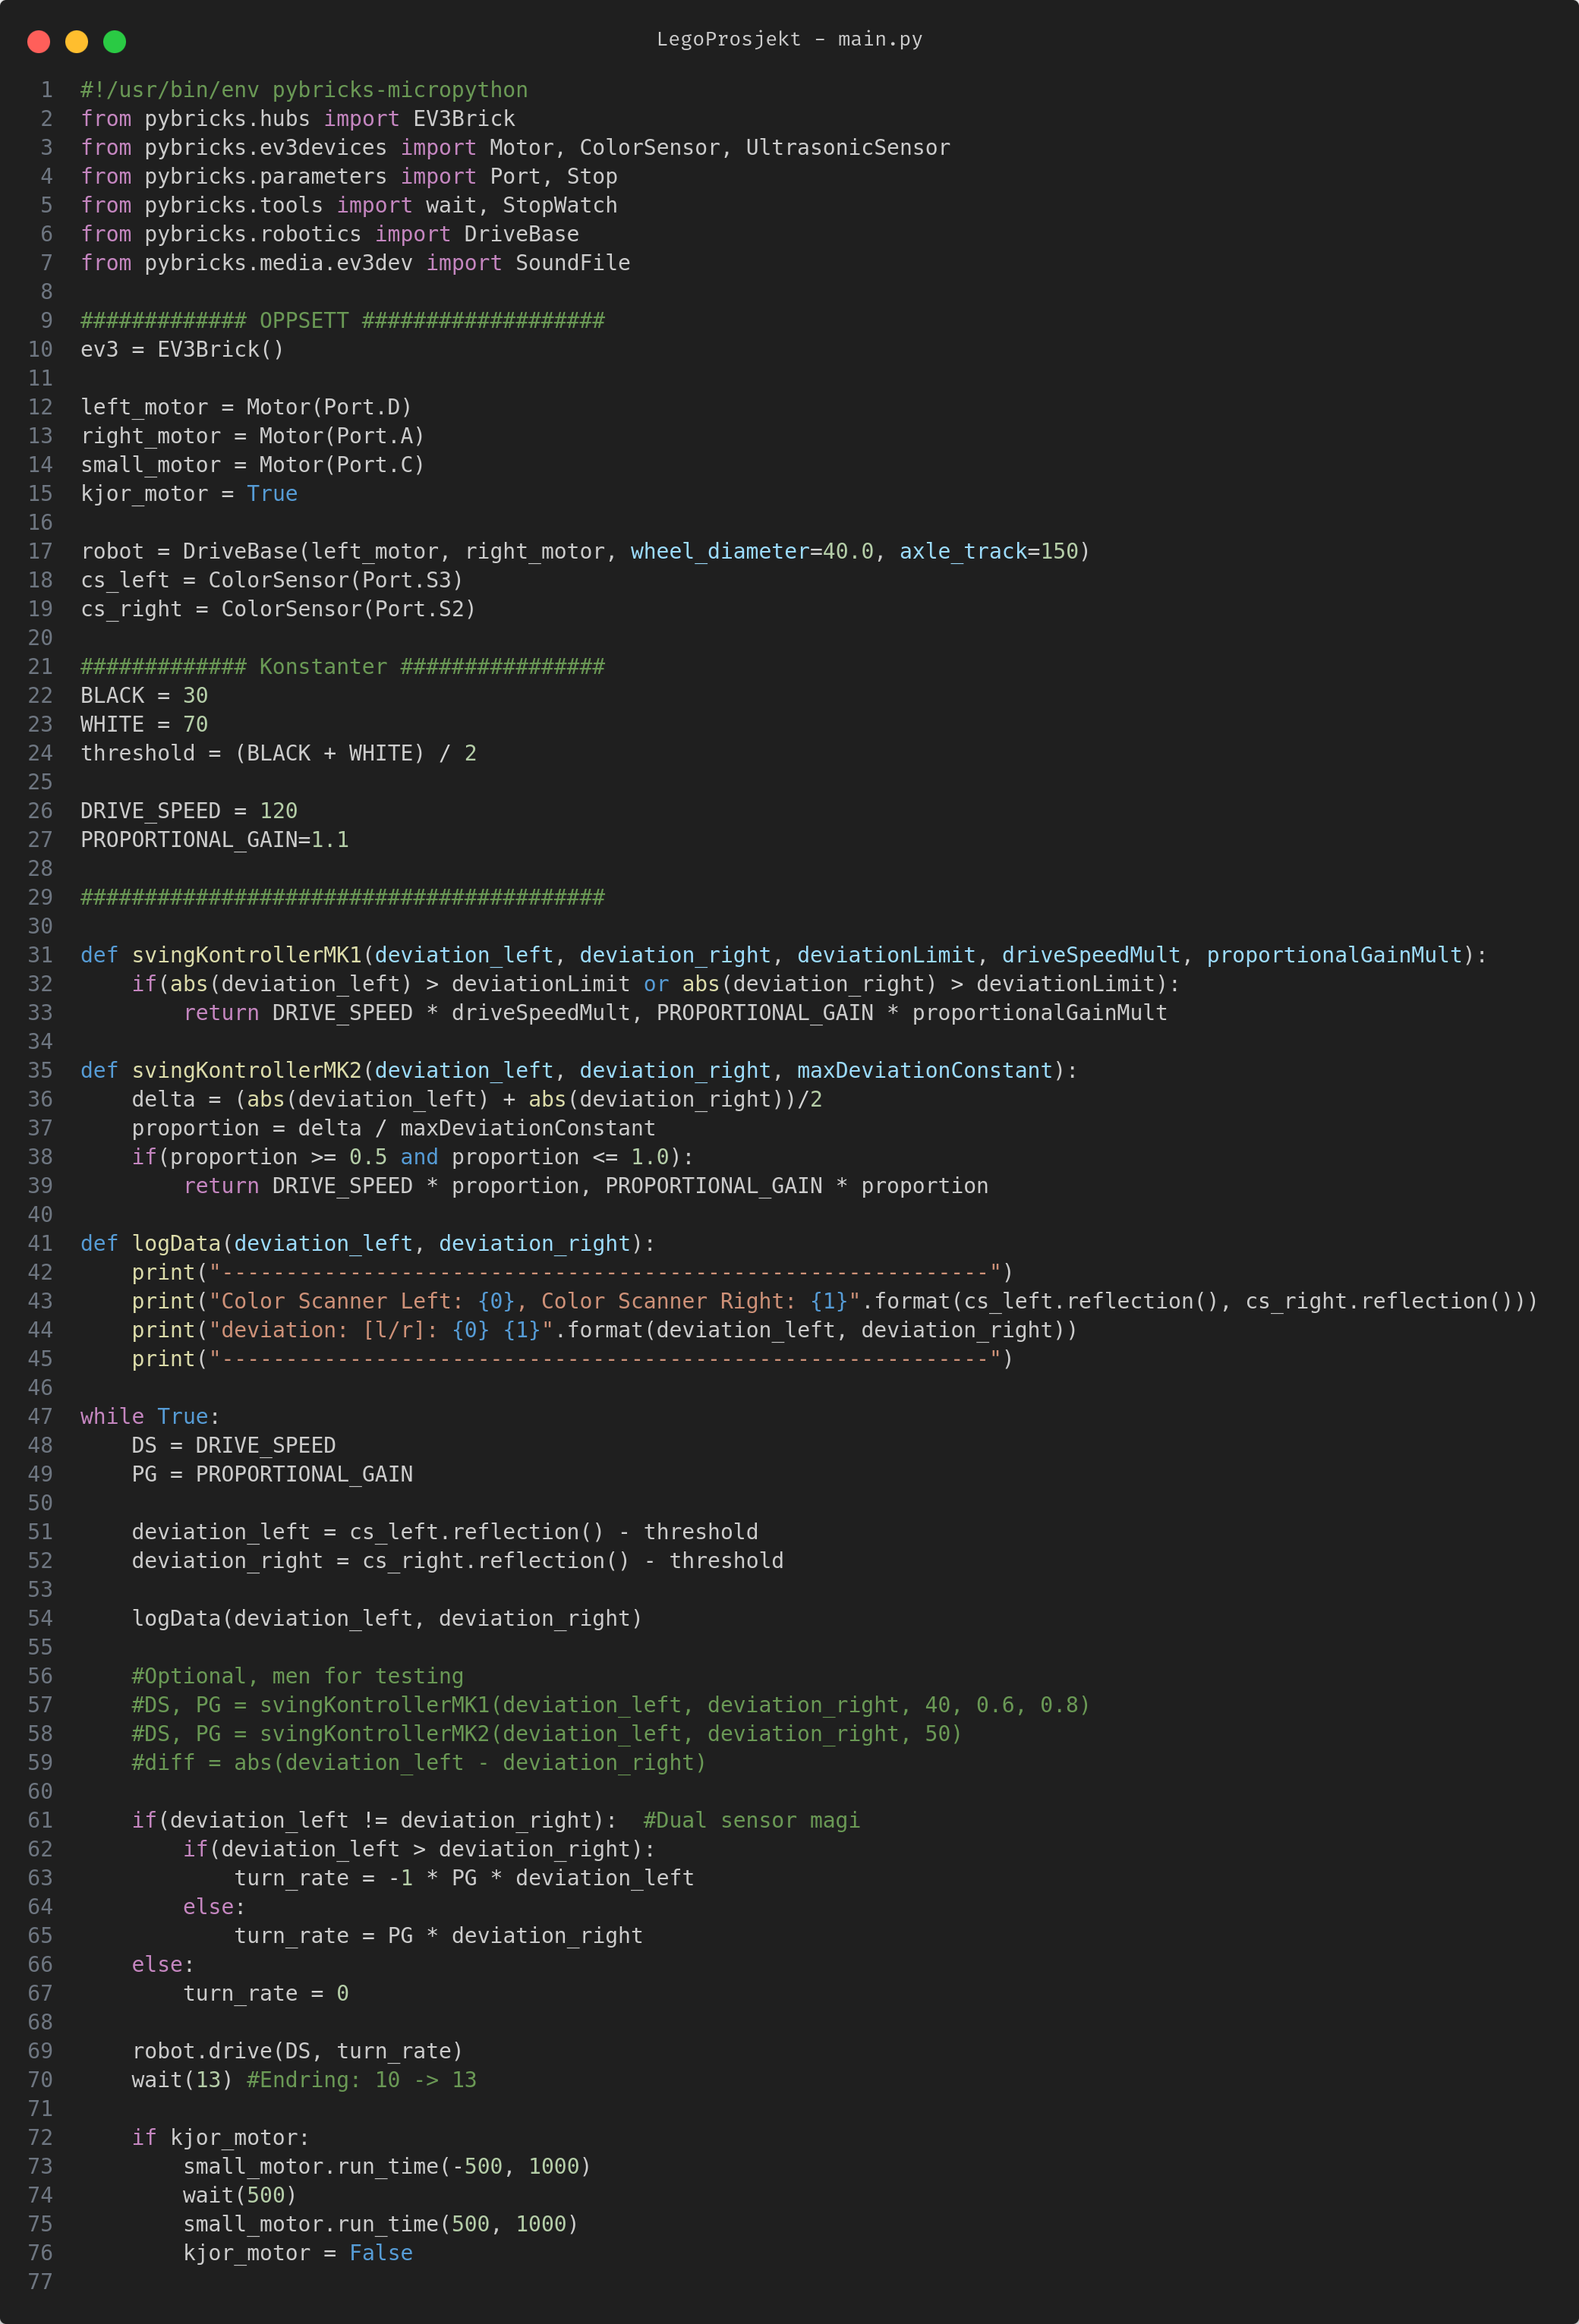 LegoProsjekt - main.py
1 #!/usr/bin/env pybricks-micropython
2 from pybricks.hubs import EV3Brick
3 from pybricks.ev3devices import Motor, ColorSensor, UltrasonicSensor
4 from pybricks.parameters import Port, Stop
5 from pybricks.tools import wait, StopWatch
6 from pybricks.robotics import DriveBase
7 from pybricks.media.ev3dev import SoundFile
8
9 ############# OPPSETT ###################
10 ev3 = EV3Brick()
11
12 left_motor = Motor(Port.D)
13 right_motor = Motor(Port.A)
14 small_motor = Motor(Port.C)
15 kjor_motor = True
16
17 robot = DriveBase(left_motor, right_motor, wheel_diameter=40.0, axle_track=150)
18 cs_left = ColorSensor(Port.S3)
19 cs_right = ColorSensor(Port.S2)
20
21 ############# Konstanter ################
22 BLACK = 30
23 WHITE = 70
24 threshold = (BLACK + WHITE) / 2
25
26 DRIVE_SPEED = 120
27 PROPORTIONAL_GAIN=1.1
28
29 #########################################
30
31 def svingKontrollerMK1(deviation_left, deviation_right, deviationLimit, driveSpeedMult, proportionalGainMult):
32     if(abs(deviation_left) > deviationLimit or abs(deviation_right) > deviationLimit):
33         return DRIVE_SPEED * driveSpeedMult, PROPORTIONAL_GAIN * proportionalGainMult
34
35 def svingKontrollerMK2(deviation_left, deviation_right, maxDeviationConstant):
36     delta = (abs(deviation_left) + abs(deviation_right))/2
37     proportion = delta / maxDeviationConstant
38     if(proportion >= 0.5 and proportion <= 1.0):
39         return DRIVE_SPEED * proportion, PROPORTIONAL_GAIN * proportion
40
41 def logData(deviation_left, deviation_right):
42     print("------------------------------------------------------------")
43     print("Color Scanner Left: {0}, Color Scanner Right: {1}".format(cs_left.reflection(), cs_right.reflection()))
44     print("deviation: [l/r]: {0} {1}".format(deviation_left, deviation_right))
45     print("------------------------------------------------------------")
46
47 while True:
48     DS = DRIVE_SPEED
49     PG = PROPORTIONAL_GAIN
50
51     deviation_left = cs_left.reflection() - threshold
52     deviation_right = cs_right.reflection() - threshold
53
54     logData(deviation_left, deviation_right)
55
56     #Optional, men for testing
57     #DS, PG = svingKontrollerMK1(deviation_left, deviation_right, 40, 0.6, 0.8)
58     #DS, PG = svingKontrollerMK2(deviation_left, deviation_right, 50)
59     #diff = abs(deviation_left - deviation_right)
60
61     if(deviation_left != deviation_right):  #Dual sensor magi
62         if(deviation_left > deviation_right):
63             turn_rate = -1 * PG * deviation_left
64         else:
65             turn_rate = PG * deviation_right
66     else:
67         turn_rate = 0
68
69     robot.drive(DS, turn_rate)
70     wait(13) #Endring: 10 -> 13
71
72     if kjor_motor:
73         small_motor.run_time(-500, 1000)
74         wait(500)
75         small_motor.run_time(500, 1000)
76         kjor_motor = False
77